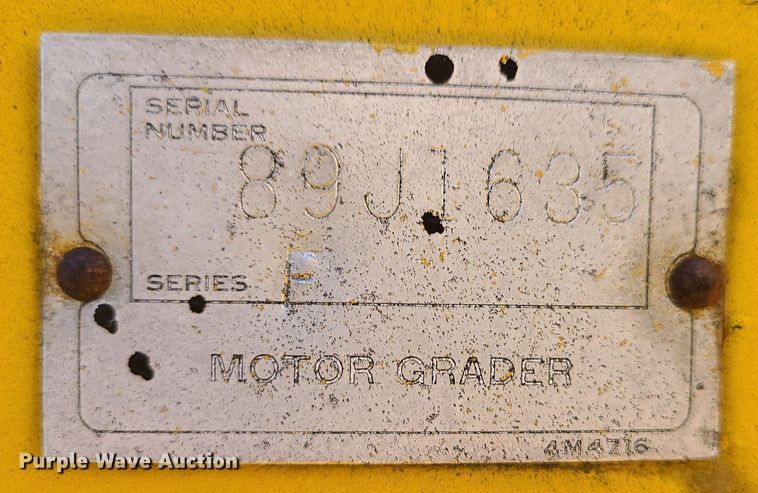 SERIAL
NUMBER
89J1635
SERIES F
MOTOR GRADER
4M4716
Purple Wave Auction